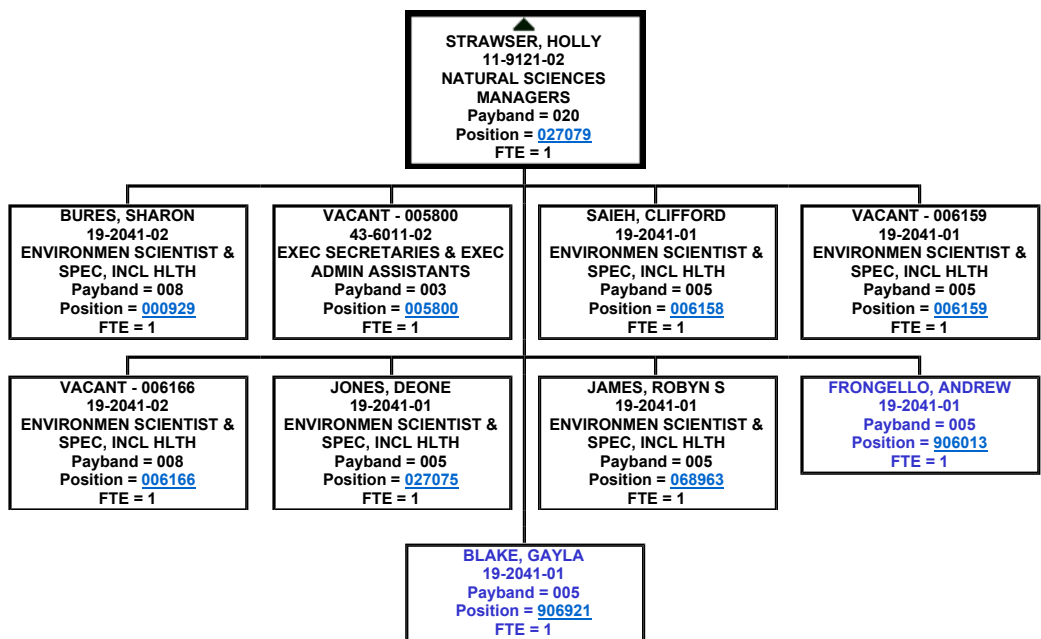 STRAWSER, HOLLY
11-9121-02
NATURAL SCIENCES
MANAGERS
Payband = 020
Position = 027079
FTE = 1
BURES, SHARON
19-2041-02
ENVIRONMEN SCIENTIST &
SPEC, INCL HLTH
Payband = 008
Position = 000929
FTE = 1
VACANT - 005800
43-6011-02
EXEC SECRETARIES & EXEC
ADMIN ASSISTANTS
Payband = 003
Position = 005800
FTE = 1
SAIEH, CLIFFORD
19-2041-01
ENVIRONMEN SCIENTIST &
SPEC, INCL HLTH
Payband = 005
Position = 006158
FTE = 1
VACANT - 006159
19-2041-01
ENVIRONMEN SCIENTIST &
SPEC, INCL HLTH
Payband = 005
Position = 006159
FTE = 1
VACANT - 006166
19-2041-02
ENVIRONMEN SCIENTIST &
SPEC, INCL HLTH
Payband = 008
Position = 006166
FTE = 1
JONES, DEONE
19-2041-01
ENVIRONMEN SCIENTIST &
SPEC, INCL HLTH
Payband = 005
Position = 027075
FTE = 1
JAMES, ROBYN S
19-2041-01
ENVIRONMEN SCIENTIST &
SPEC, INCL HLTH
Payband = 005
Position = 068963
FTE = 1
FRONGELLO, ANDREW
19-2041-01
Payband = 005
Position = 906013
FTE = 1
BLAKE, GAYLA
19-2041-01
Payband = 005
Position = 906921
FTE = 1